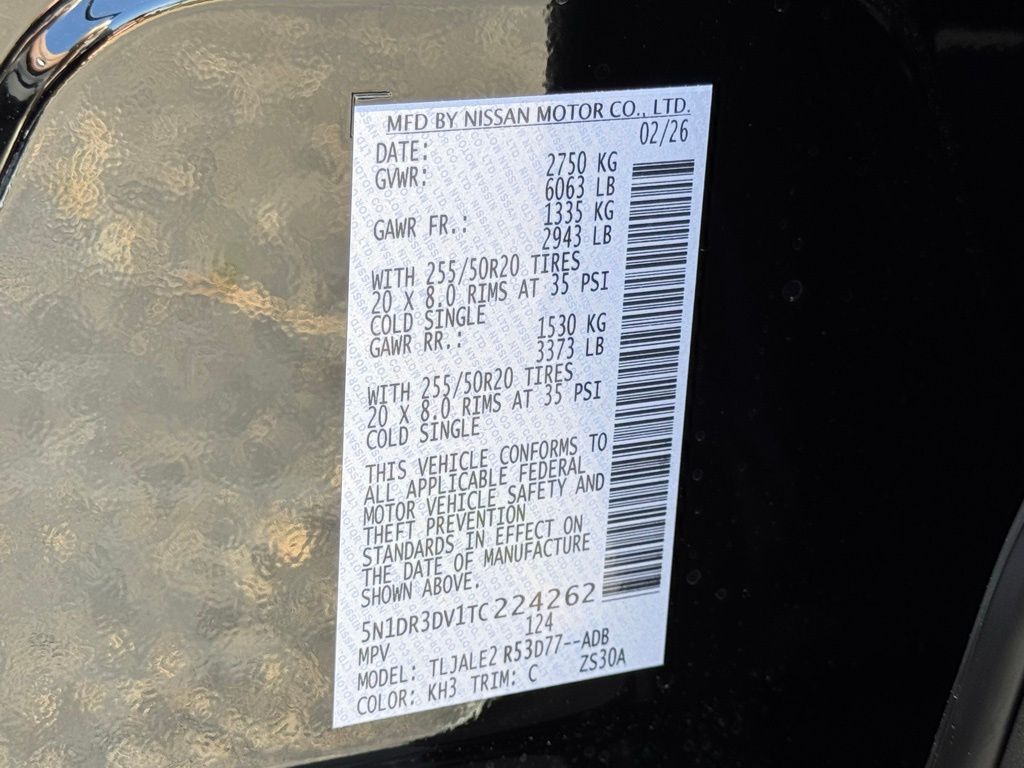 MFD BY NISSAN MOTOR CO., LTD.
DATE: 02/26
GVWR: 2750 KG
6063 LB
GAWR FR.: 1335 KG
2943 LB
WITH 255/50R20 TIRES
20 X 8.0 RIMS AT 35 PSI
COLD SINGLE
GAWR RR.: 1530 KG
3373 LB
WITH 255/50R20 TIRES
20 X 8.0 RIMS AT 35 PSI
COLD SINGLE
THIS VEHICLE CONFORMS TO
ALL APPLICABLE FEDERAL
MOTOR VEHICLE SAFETY AND
THEFT PREVENTION
STANDARDS IN EFFECT ON
THE DATE OF MANUFACTURE
SHOWN ABOVE.
5N1DR3DV1TC224262
MPV 124
MODEL: TLJALE2 R53D77--ADB
COLOR: KH3 TRIM: C ZS30A